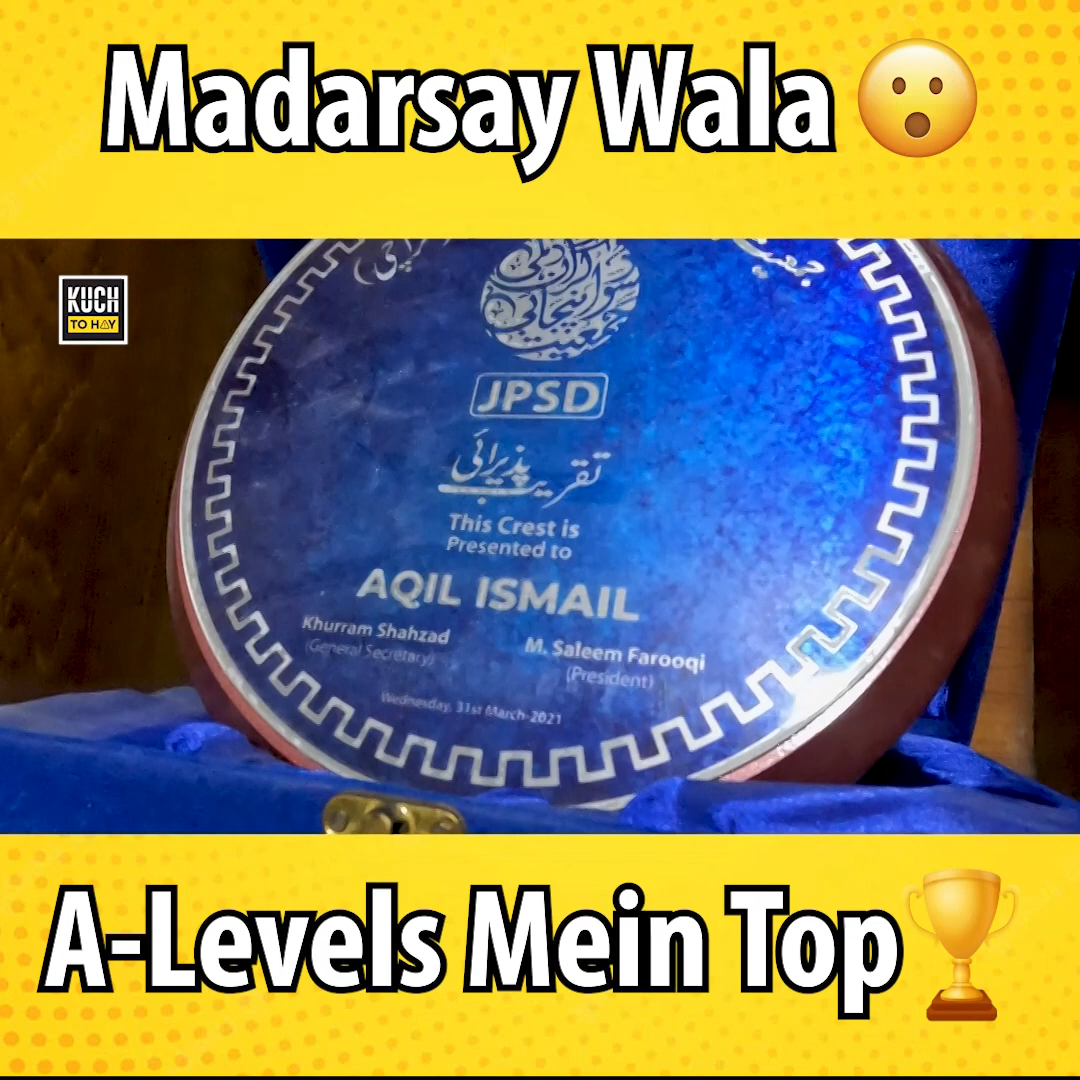 Madarsay Wala 😮
KUCH
TO HAY
کراچی
JPSD
تقریب پذیرائی
This Crest is
Presented to
AQIL ISMAIL
Khurram Shahzad
(General Secretary)
M. Saleem Farooqi
(President)
Wednesday, 31st March-2021
A-Levels Mein Top🏆